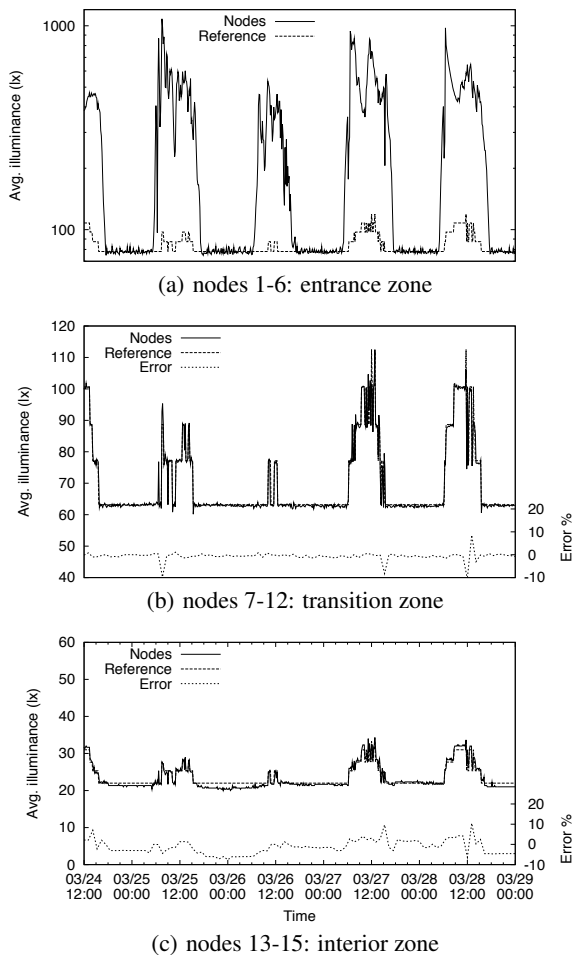 1000
100
Avg. illuminance (lx)
Nodes
Reference
(a) nodes 1-6: entrance zone
120
110
100
90
80
70
60
50
40
Avg. illuminance (lx)
Nodes
Reference
Error
20
10
0
-10
Error %
(b) nodes 7-12: transition zone
60
50
40
30
20
10
0
Avg. illuminance (lx)
Nodes
Reference
Error
20
10
0
-10
Error %
03/24 03/25 03/25 03/26 03/26 03/27 03/27 03/28 03/28 03/29
12:00 00:00 12:00 00:00 12:00 00:00 12:00 00:00 12:00 00:00
Time
(c) nodes 13-15: interior zone